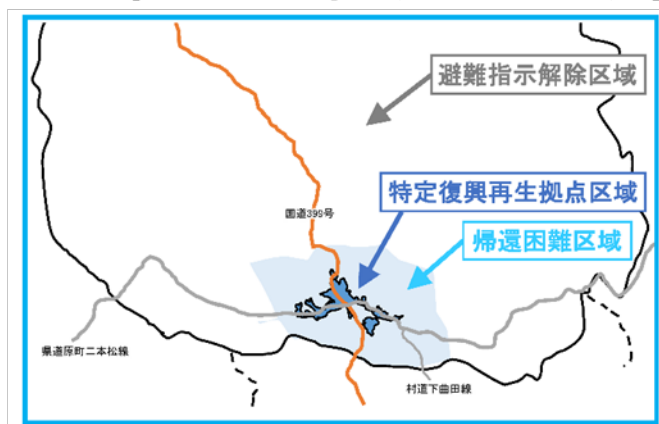 避難指示解除区域
特定復興再生拠点区域
国道399号
帰還困難区域
県道原町二本松線
村道下曲田線